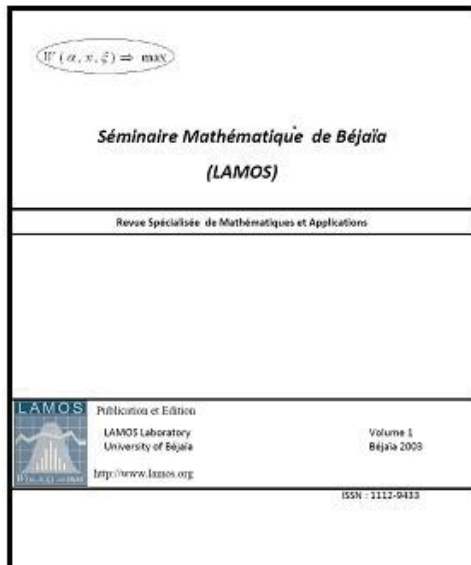 W ( α , π , ξ ) ⇒ max
Séminaire Mathématique de Béjaïa
(LAMOS)
Revue Spécialisée de Mathématiques et Applications
LAMOS
Publication et Edition
LAMOS Laboratory
Volume 1
University of Béjaïa
Béjaïa 2003
http://www.lamos.org
ISSN : 1112-9433